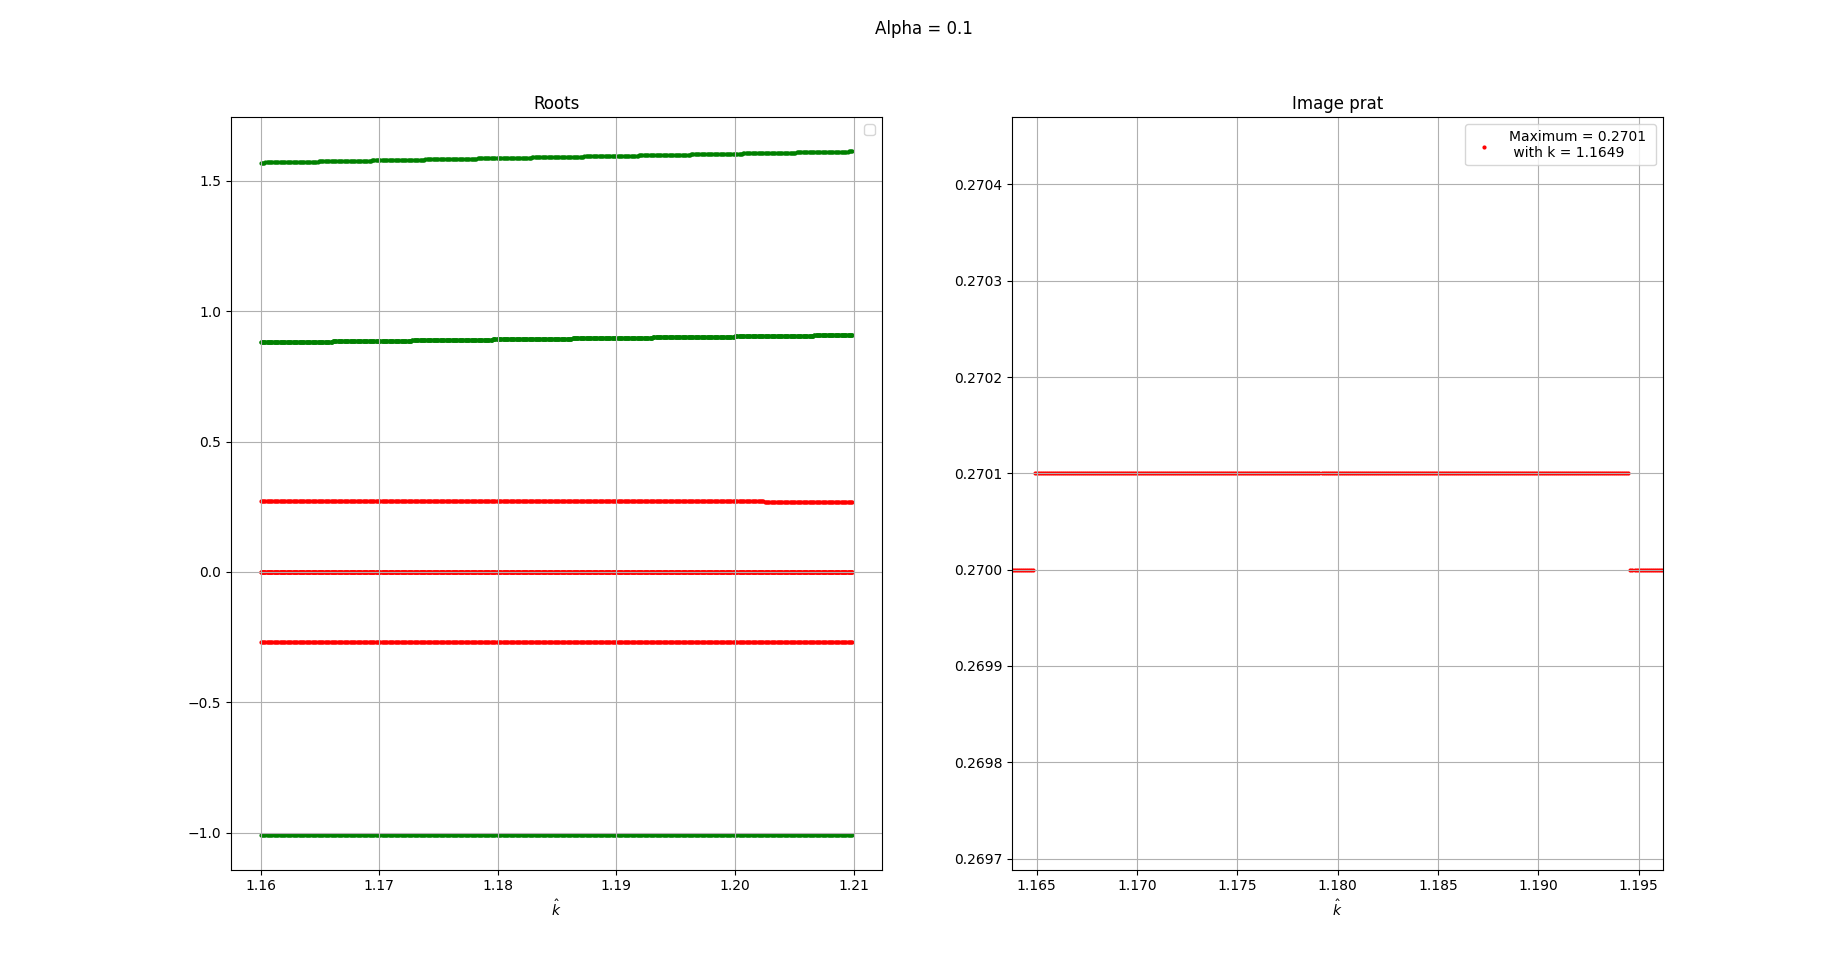 Alpha = 0.1
Roots
1.5
1.0
0.5
0.0
−0.5
−1.0
1.16 1.17 1.18 1.19 1.20 1.21
k̂
Image prat
Maximum = 0.2701
with k = 1.1649
0.2704
0.2703
0.2702
0.2701
0.2700
0.2699
0.2698
0.2697
1.165 1.170 1.175 1.180 1.185 1.190 1.195
k̂